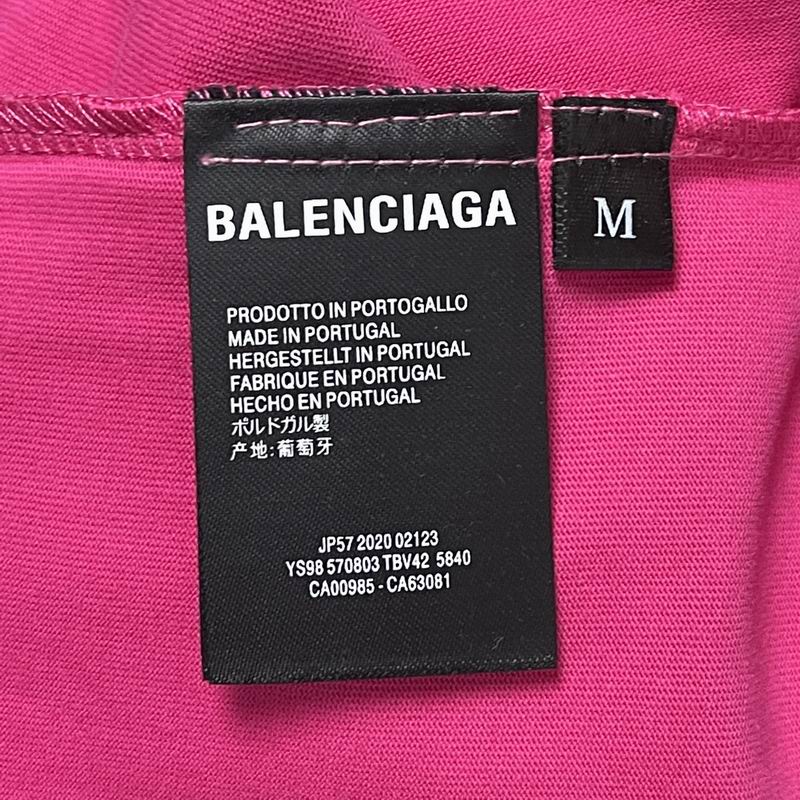 BALENCIAGA
M
PRODOTTO IN PORTOGALLO
MADE IN PORTUGAL
HERGESTELLT IN PORTUGAL
FABRIQUE EN PORTUGAL
HECHO EN PORTUGAL
ポルドガル製
产地:葡萄牙
JP57 2020 02123
YS98 570803 TBV42 5840
CA00985 - CA63081